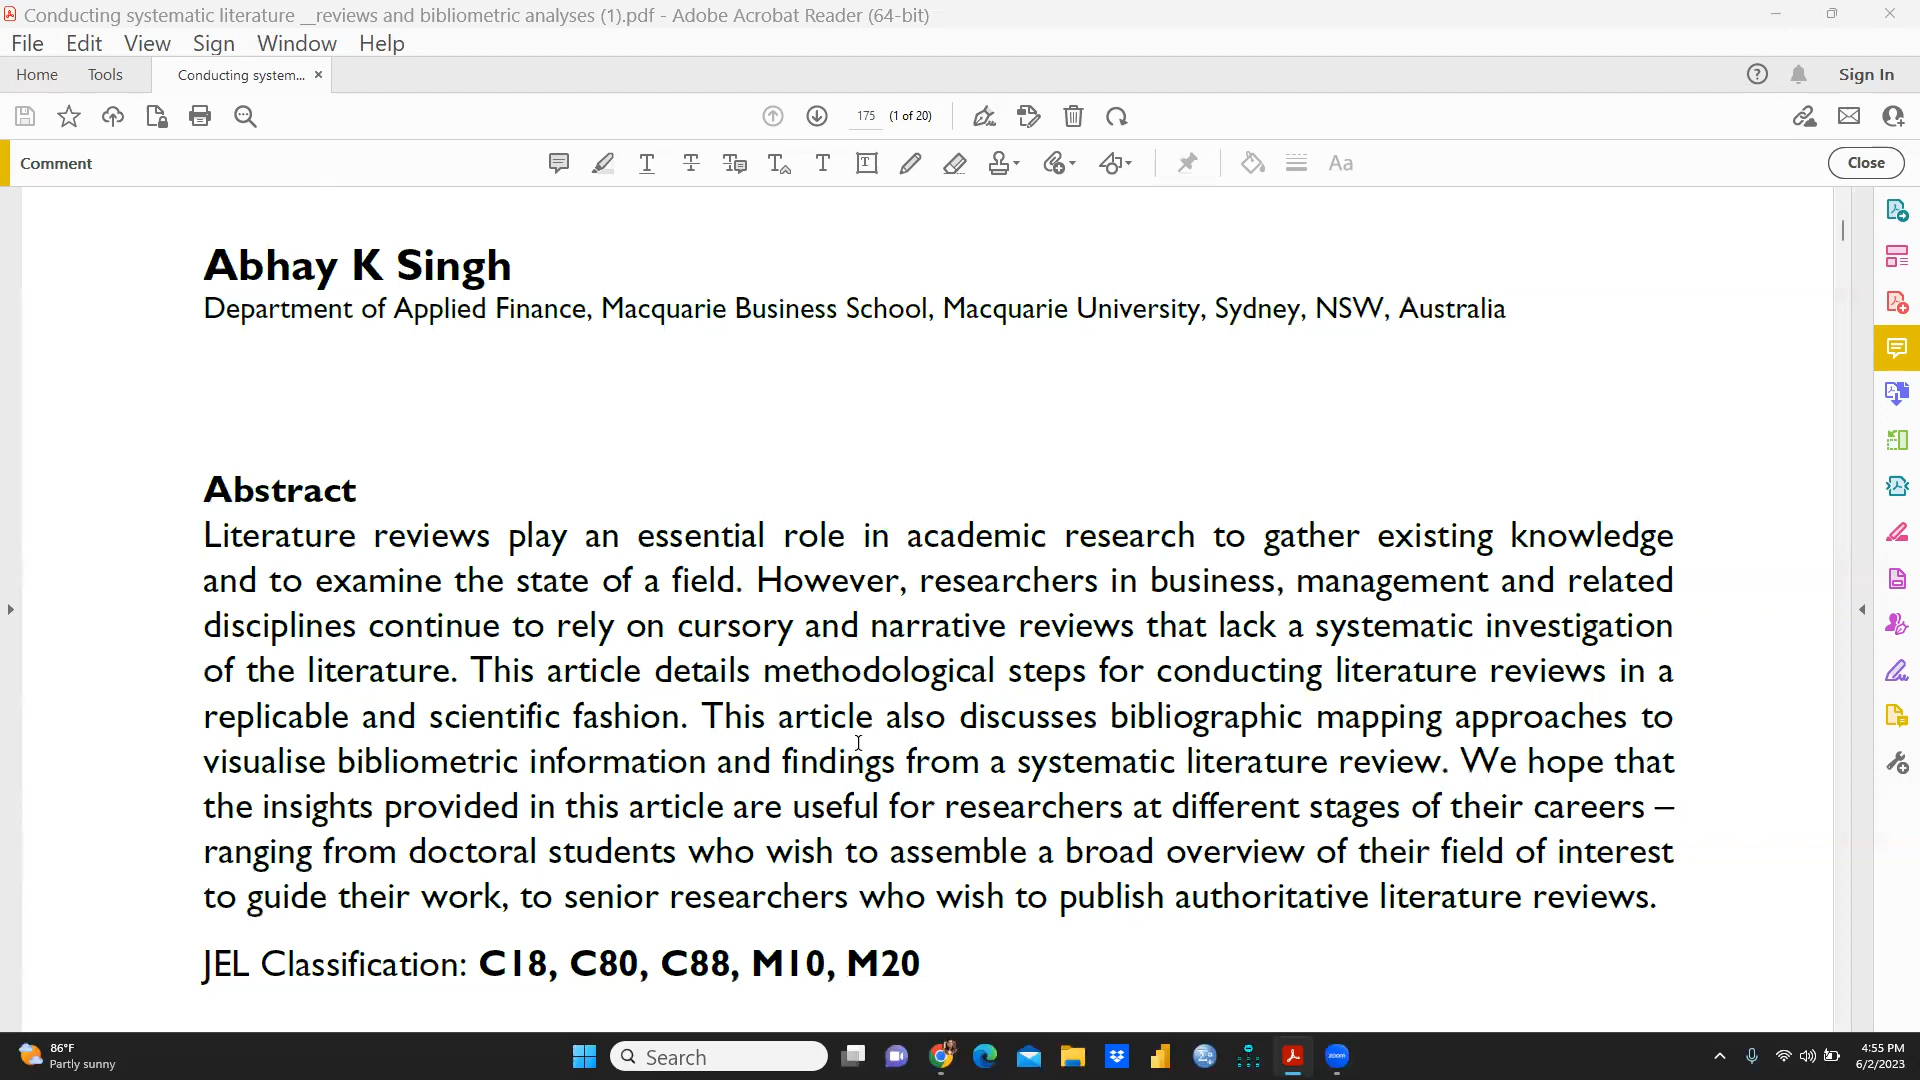 Conducting systematic literature __reviews and bibliometric analyses (1).pdf - Adobe Acrobat Reader (64-bit)
File Edit View Sign Window Help
Home Tools Conducting system... × Sign In
175 (1 of 20)
Comment Aa Close
Abhay K Singh
Department of Applied Finance, Macquarie Business School, Macquarie University, Sydney, NSW, Australia
Abstract
Literature reviews play an essential role in academic research to gather existing knowledge
and to examine the state of a field. However, researchers in business, management and related
disciplines continue to rely on cursory and narrative reviews that lack a systematic investigation
of the literature. This article details methodological steps for conducting literature reviews in a
replicable and scientific fashion. This article also discusses bibliographic mapping approaches to
visualise bibliometric information and findings from a systematic literature review. We hope that
the insights provided in this article are useful for researchers at different stages of their careers –
ranging from doctoral students who wish to assemble a broad overview of their field of interest
to guide their work, to senior researchers who wish to publish authoritative literature reviews.
JEL Classification: C18, C80, C88, M10, M20
86°F
Partly sunny
Search
zoom
4:55 PM
6/2/2023